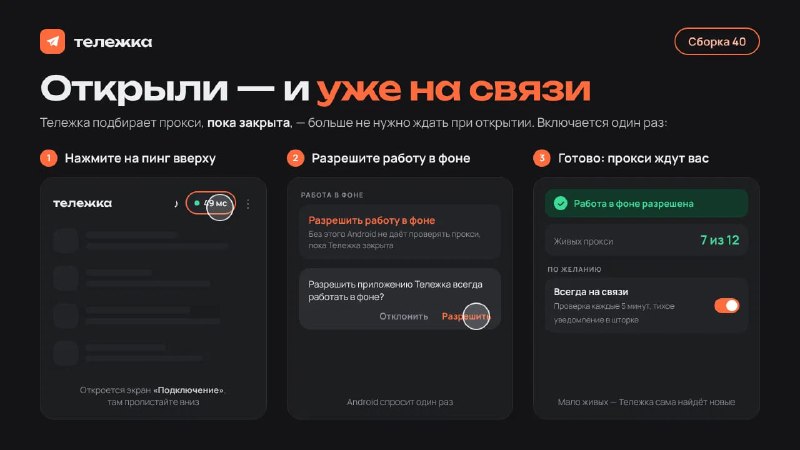 тележка
Сборка 40
Открыли — и уже на связи
Тележка подбирает прокси, пока закрыта, — больше не нужно ждать при открытии. Включается один раз:
1 Нажмите на пинг вверху
тележка
49 мс
Откроется экран «Подключение»,
там пролистайте вниз
2 Разрешите работу в фоне
РАБОТА В ФОНЕ
Разрешить работу в фоне
Без этого Android не даёт проверять прокси,
пока Тележка закрыта
Разрешить приложению Тележка всегда
работать в фоне?
Отклонить Разрешить
Android спросит один раз
3 Готово: прокси ждут вас
Работа в фоне разрешена
Живых прокси 7 из 12
ПО ЖЕЛАНИЮ
Всегда на связи
Проверка каждые 5 минут, тихое
уведомление в шторке
Мало живых — Тележка сама найдёт новые